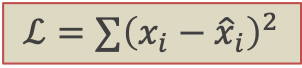 ℒ = ∑(xᵢ − x̂ᵢ)²